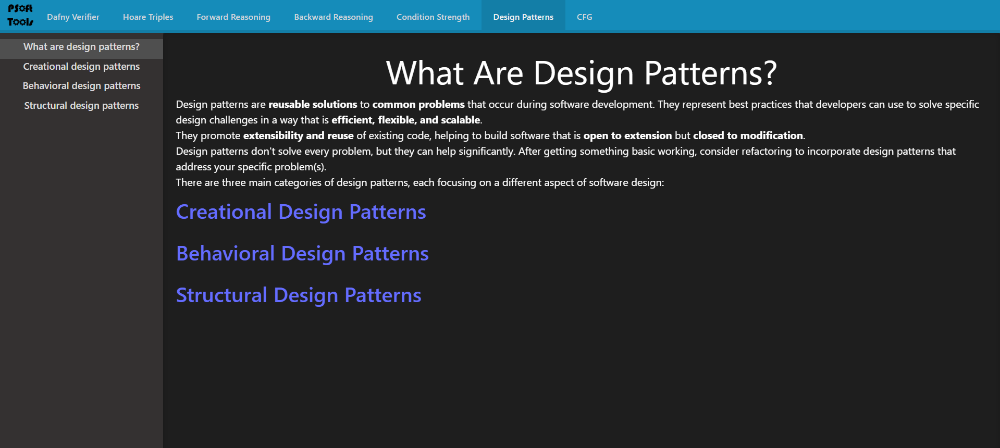 PSoft
Tools
Dafny Verifier
Hoare Triples
Forward Reasoning
Backward Reasoning
Condition Strength
Design Patterns
CFG
What are design patterns?
Creational design patterns
Behavioral design patterns
Structural design patterns
What Are Design Patterns?
Design patterns are reusable solutions to common problems that occur during software development. They represent best practices that developers can use to solve specific
design challenges in a way that is efficient, flexible, and scalable.
They promote extensibility and reuse of existing code, helping to build software that is open to extension but closed to modification.
Design patterns don't solve every problem, but they can help significantly. After getting something basic working, consider refactoring to incorporate design patterns that
address your specific problem(s).
There are three main categories of design patterns, each focusing on a different aspect of software design:
Creational Design Patterns
Behavioral Design Patterns
Structural Design Patterns